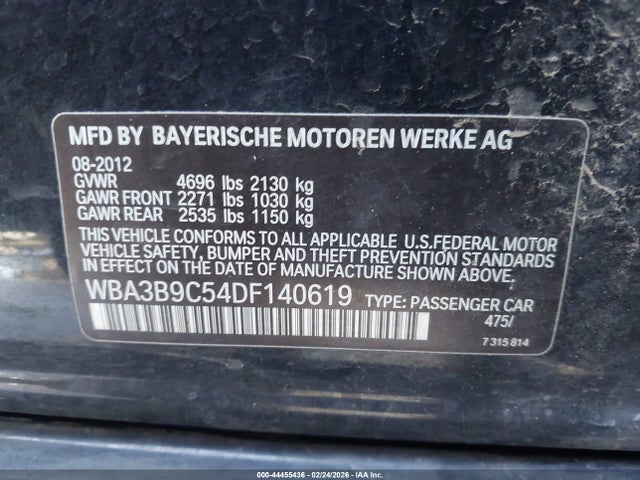 MFD BY BAYERISCHE MOTOREN WERKE AG
08-2012
GVWR 4696 lbs 2130 kg
GAWR FRONT 2271 lbs 1030 kg
GAWR REAR 2535 lbs 1150 kg
THIS VEHICLE CONFORMS TO ALL APPLICABLE U.S.FEDERAL MOTOR
VEHICLE SAFETY, BUMPER AND THEFT PREVENTION STANDARDS
IN EFFECT ON THE DATE OF MANUFACTURE SHOWN ABOVE.
WBA3B9C54DF140619 TYPE: PASSENGER CAR
475/
7 315 814
000-44455436 - 02/24/2026 - IAA Inc.